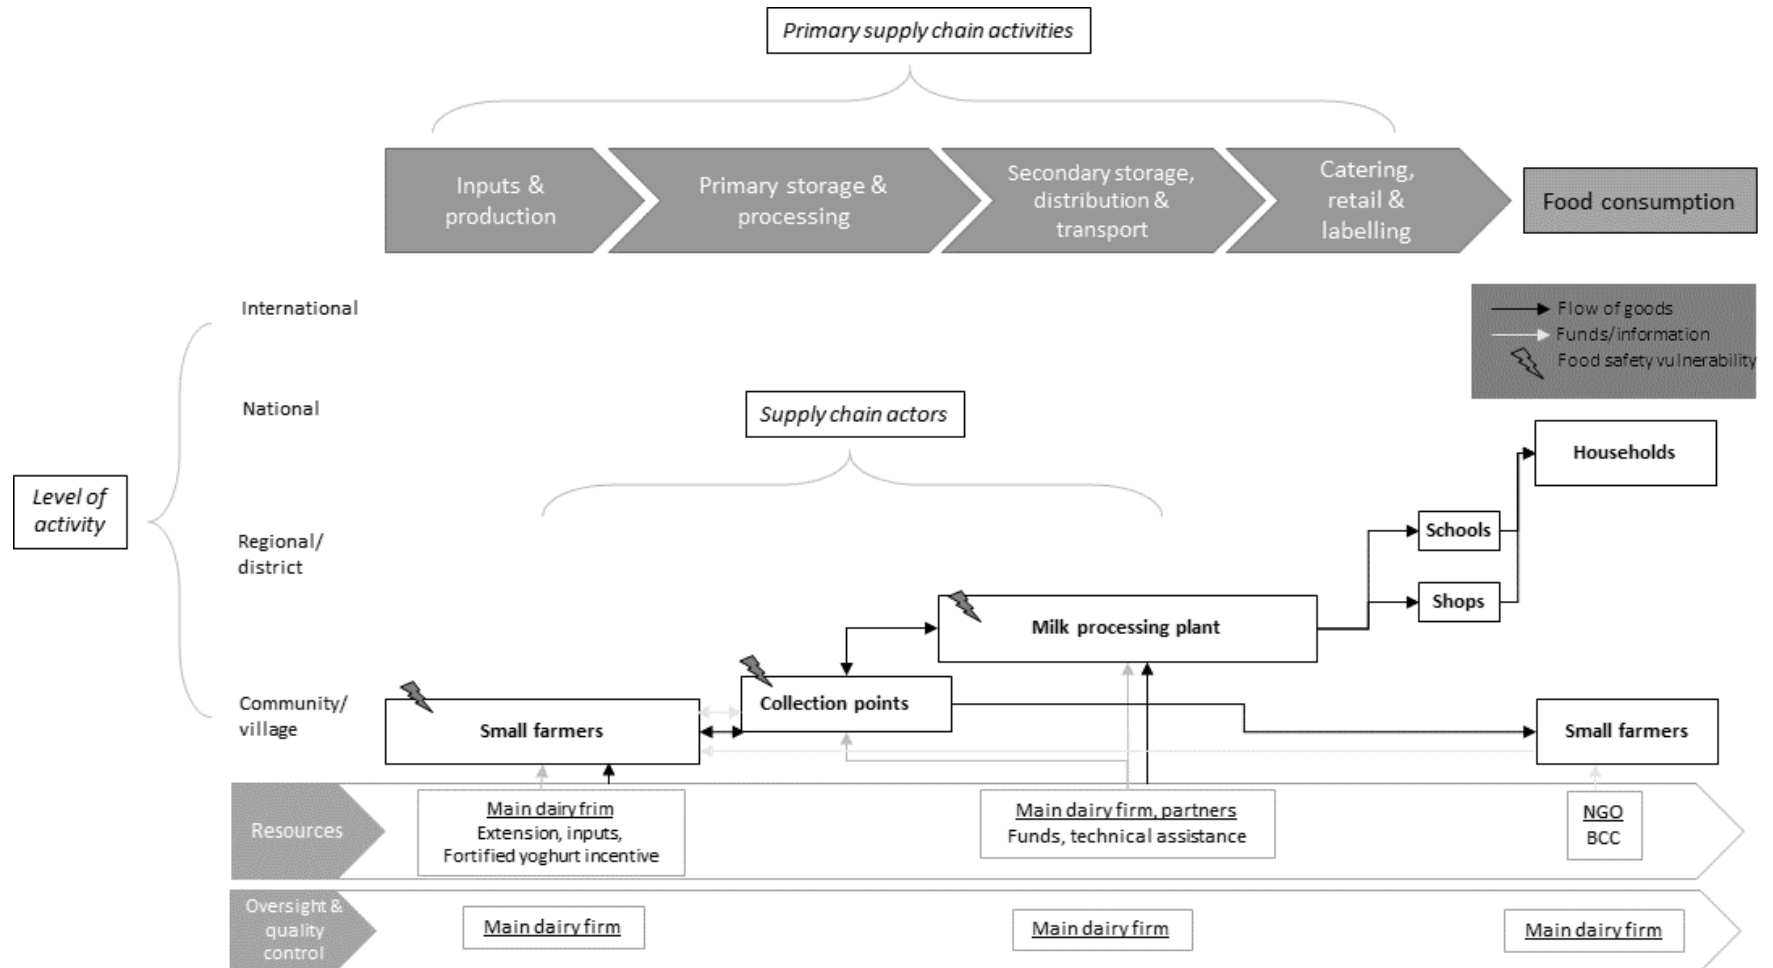 Primary supply chain activities
Inputs &
production
Primary storage &
processing
Secondary storage,
distribution &
transport
Catering,
retail &
labelling
Food consumption
International
Flow of goods
Funds/information
Food safety vulnerability
National
Supply chain actors
Households
Level of
activity
Regional/
district
Schools
Shops
Milk processing plant
Community/
village
Collection points
Small farmers
Small farmers
Resources
Main dairy frim
Extension, inputs,
Fortified yoghurt incentive
Main dairy firm, partners
Funds, technical assistance
NGO
BCC
Oversight &
quality
control
Main dairy firm
Main dairy firm
Main dairy firm